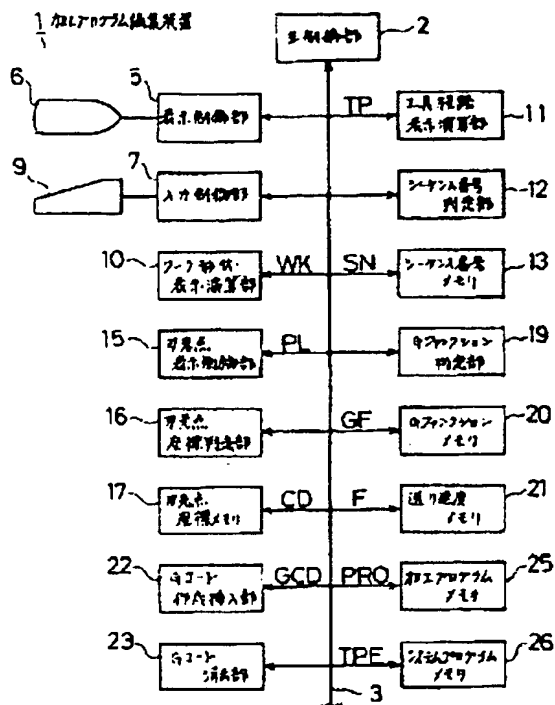 1 加工プログラム編集装置
主制御部
2
6
5
表示制御部
TP
工具経路
表示演算部
11
9
7
入力制御部
シーケンス番号
判定部
12
10
ワーク形状
表示演算部
WK
SN
シーケンス番号
メモリ
13
15
刃先点
表示制御部
PL
Gファンクション
判定部
19
16
刃先点
座標判定部
GF
Gファンクション
メモリ
20
17
刃先点
座標メモリ
CD
F
送り速度
メモリ
21
22
Gコード
作成挿入部
GCD
PRO
加工プログラム
メモリ
25
23
Gコード
消去部
TPE
システムプログラム
メモリ
26
3